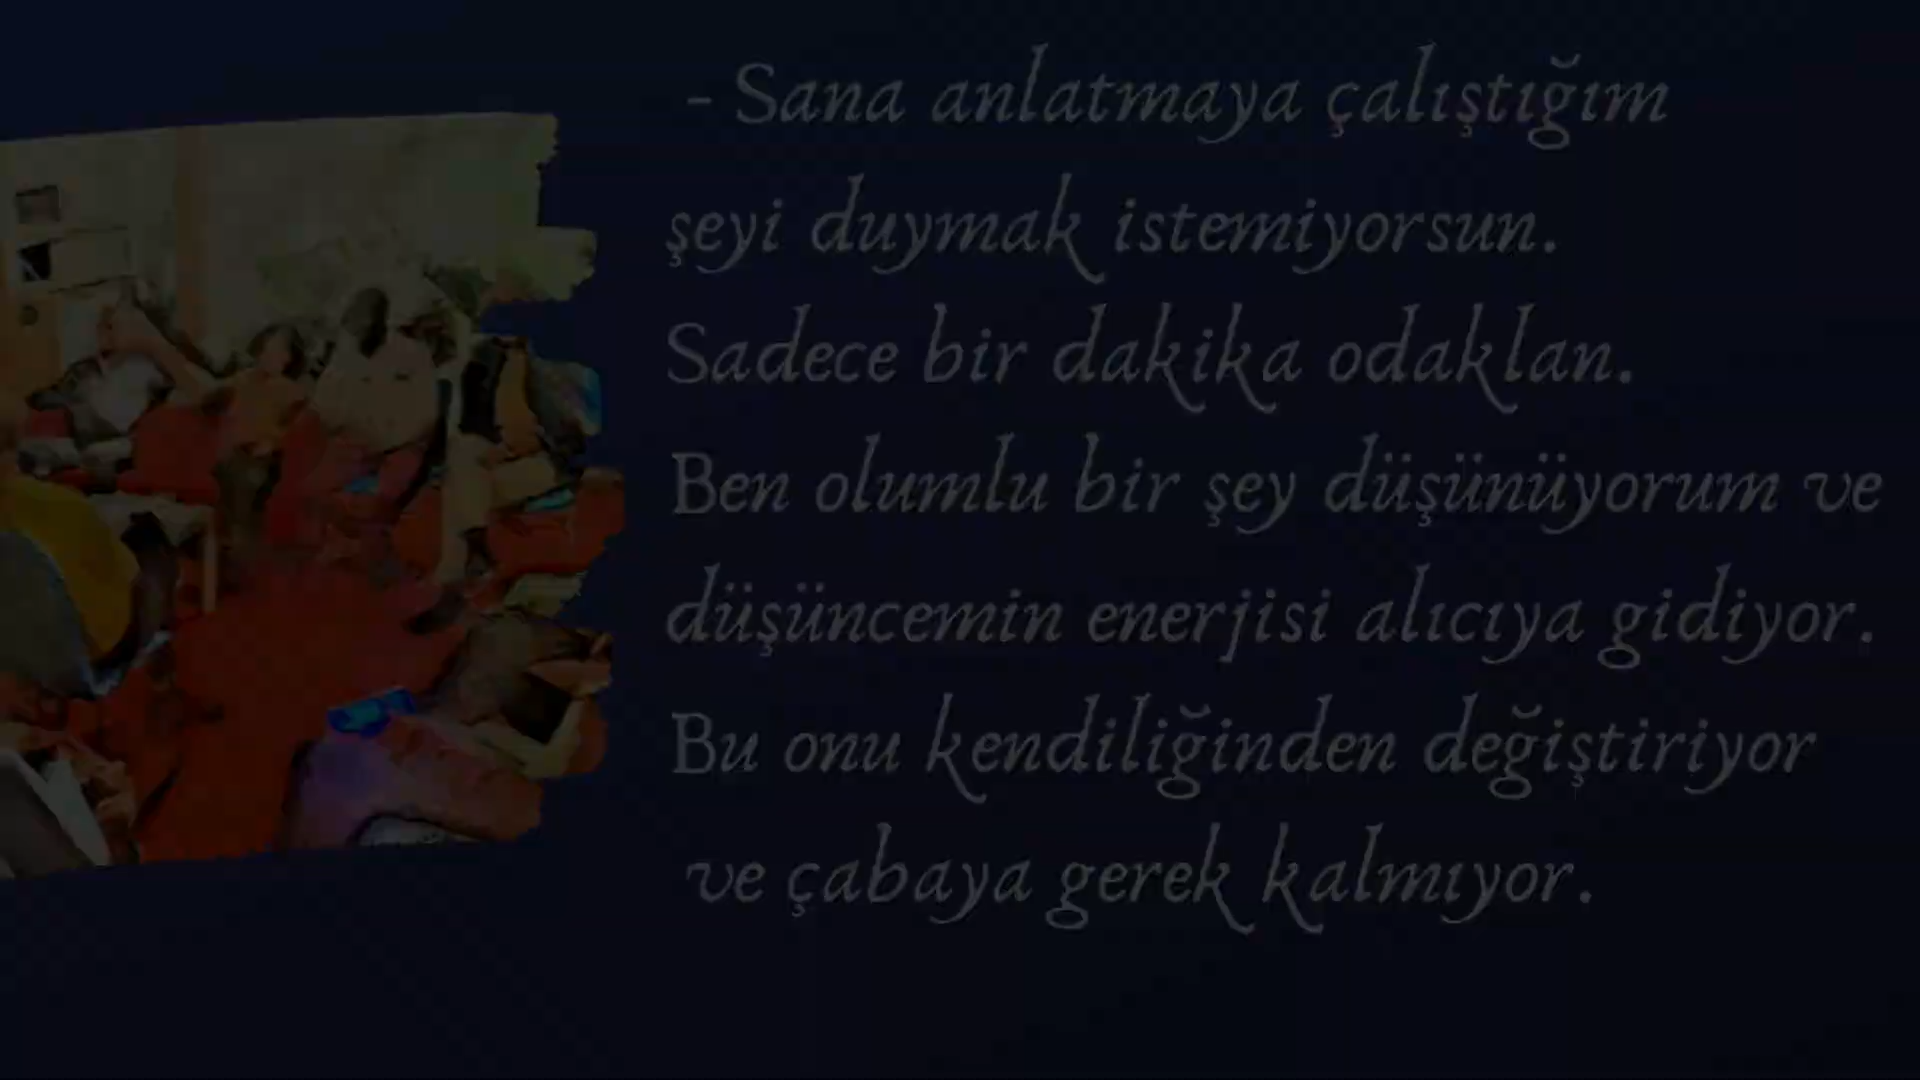 - Sana anlatmaya çalıştığım
şeyi duymak istemiyorsun.
Sadece bir dakika odaklan.
Ben olumlu bir şey düşünüyorum ve
düşüncemin enerjisi alıcıya gidiyor.
Bu onu kendiliğinden değiştiriyor
ve çabaya gerek kalmıyor.